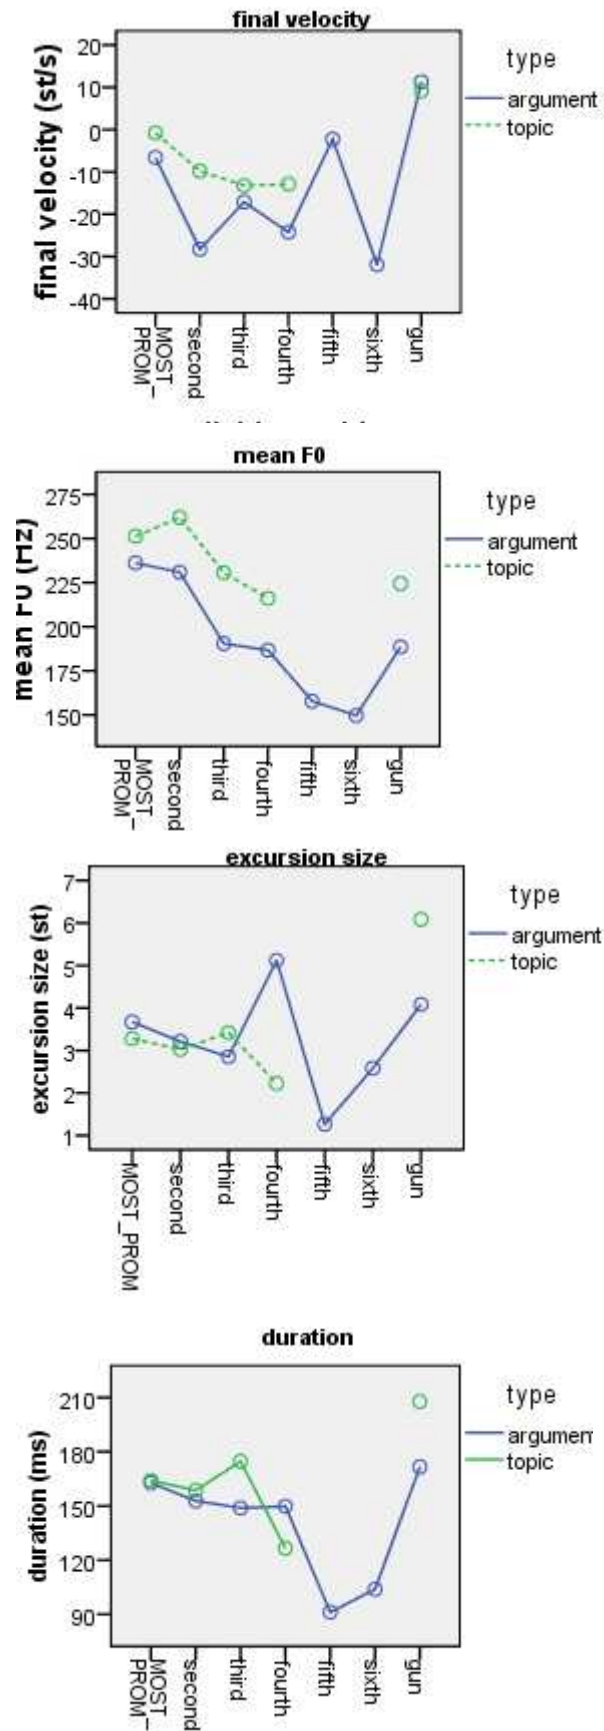 final velocity
final velocity (st/s)
20
10
0
-10
-20
-30
-40
MOST_
PROM_
second
third
fourth
fifth
sixth
gun
type
argument
topic
mean F0
mean F0 (Hz)
275
250
225
200
175
150
MOST_
PROM_
second
third
fourth
fifth
sixth
gun
type
argument
topic
excursion size
excursion size (st)
7
6
5
4
3
2
1
MOST_PROM
second
third
fourth
fifth
sixth
gun
type
argument
topic
duration
duration (ms)
210
180
150
120
90
MOST_
PROM_
second
third
fourth
fifth
sixth
gun
type
argumen
topic